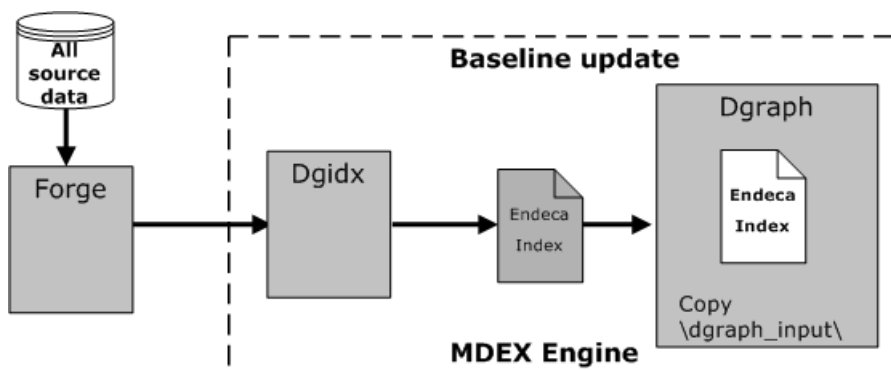 All
source
data
Baseline update
Forge
Dgidx
Endeca
Index
Dgraph
Endeca
Index
Copy
\dgraph_input\
MDEX Engine